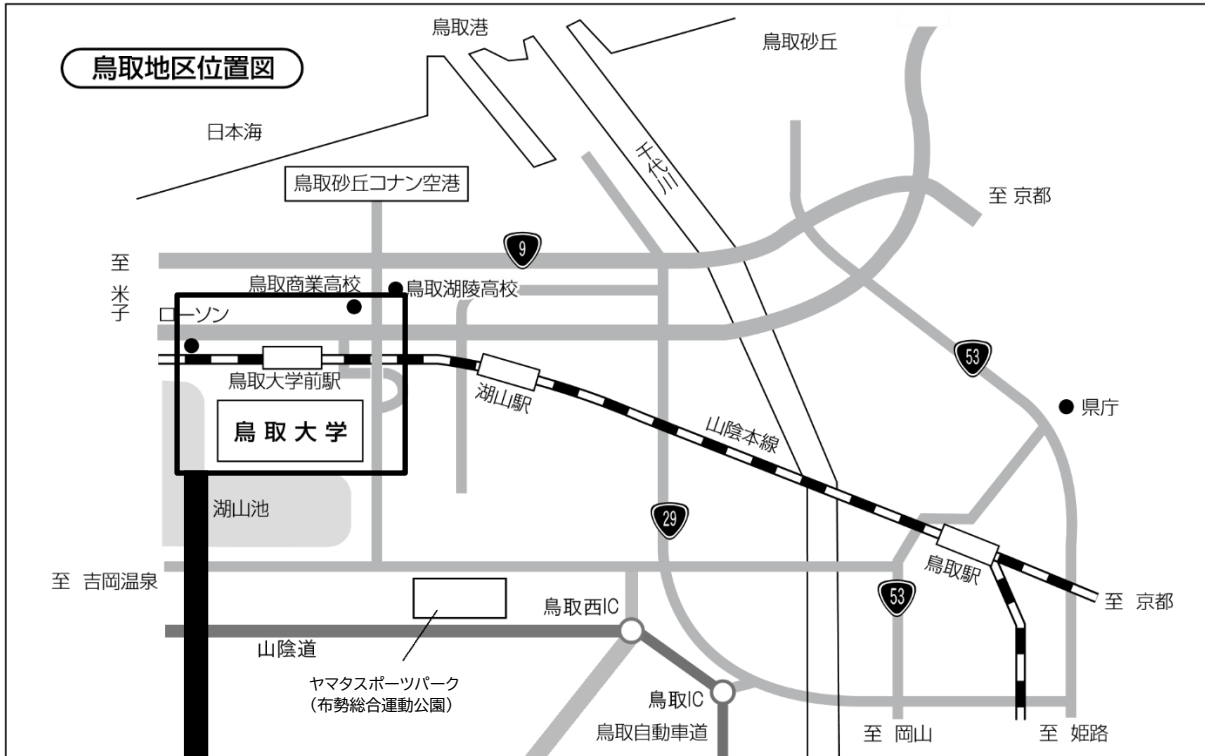 鳥取港
鳥取砂丘
鳥取地区位置図
日本海
千代川
鳥取砂丘コナン空港
至 京都
9
至 米子
鳥取商業高校
鳥取湖陵高校
ローソン
53
鳥取大学前駅
湖山駅
県庁
鳥取大学
山陰本線
湖山池
29
鳥取駅
至 吉岡温泉
53
至 京都
鳥取西IC
山陰道
ヤマタスポーツパーク
（布勢総合運動公園）
鳥取IC
鳥取自動車道
至 岡山
至 姫路